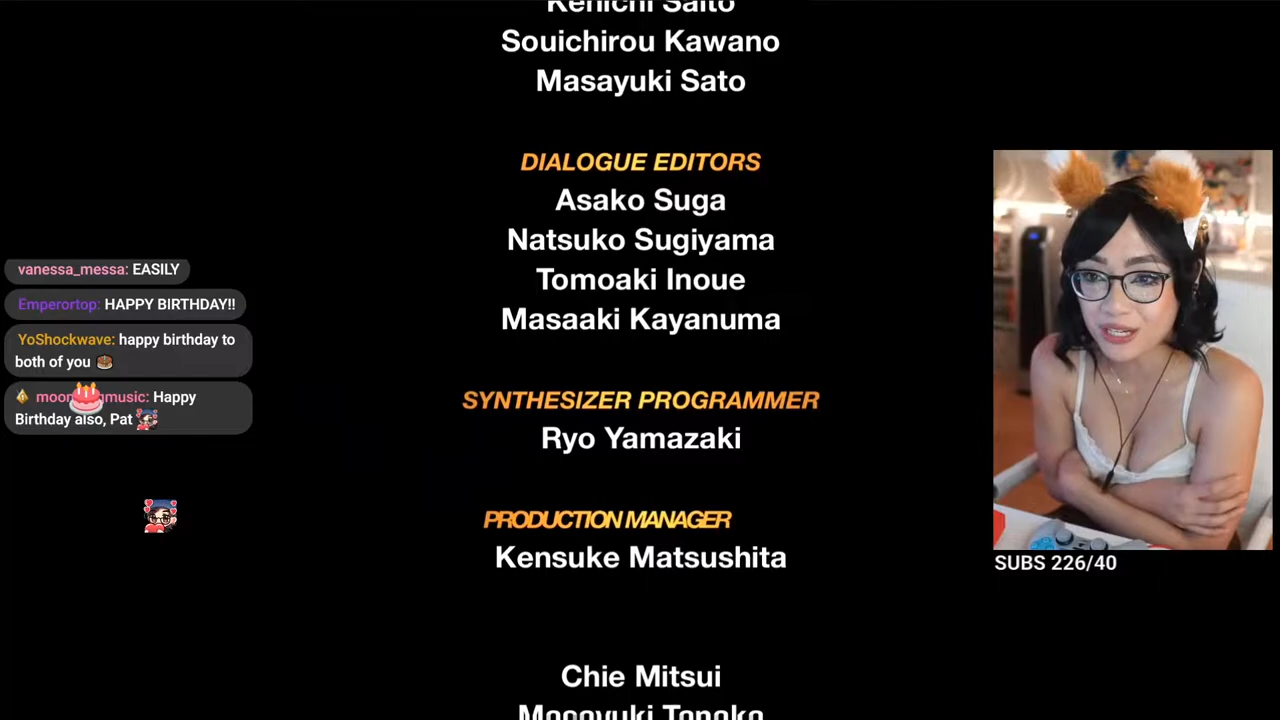 Kenichi Saito
Souichirou Kawano
Masayuki Sato
DIALOGUE EDITORS
Asako Suga
Natsuko Sugiyama
Tomoaki Inoue
Masaaki Kayanuma
SYNTHESIZER PROGRAMMER
Ryo Yamazaki
PRODUCTION MANAGER
Kensuke Matsushita
Chie Mitsui
vanessa_messa: EASILY
Emperortop: HAPPY BIRTHDAY!!
YoShockwave: happy birthday to
both of you
Happy
Birthday also, Pat
SUBS 226/40